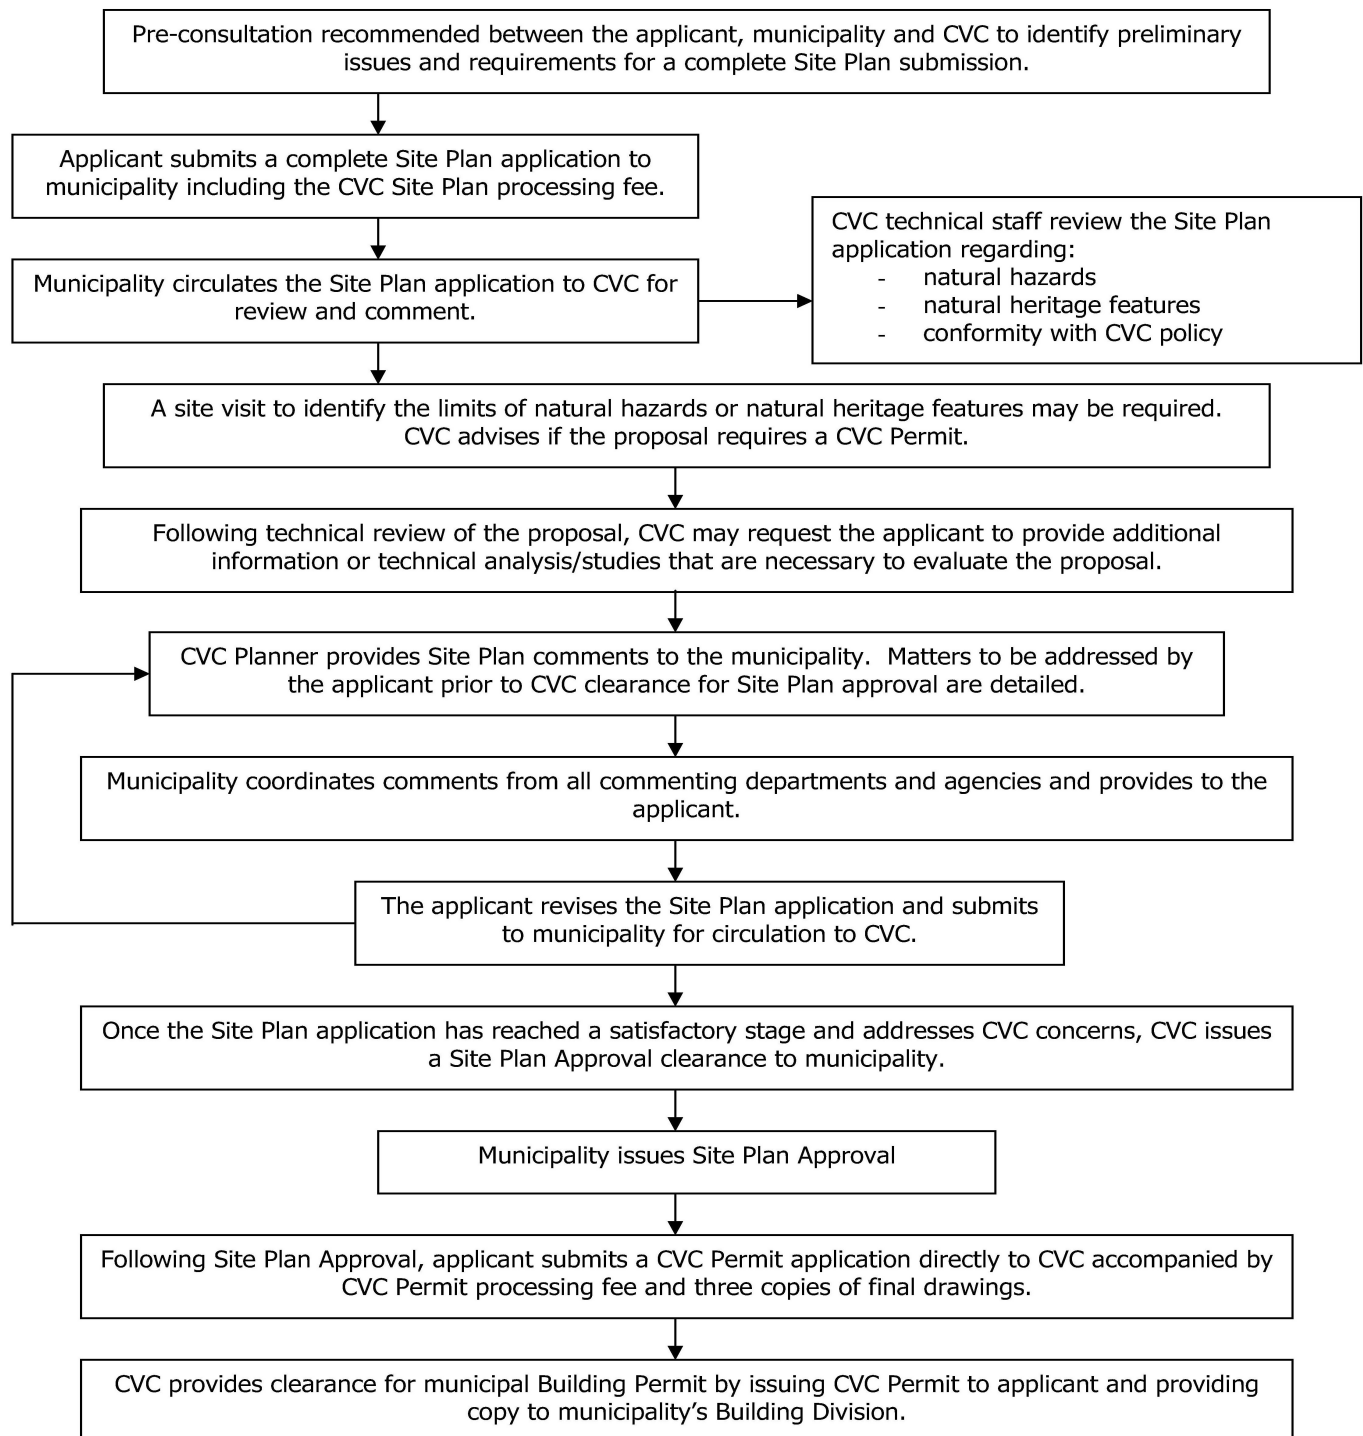 Pre-consultation recommended between the applicant, municipality and CVC to identify preliminary
issues and requirements for a complete Site Plan submission.
Applicant submits a complete Site Plan application to
municipality including the CVC Site Plan processing fee.
Municipality circulates the Site Plan application to CVC for
review and comment.
CVC technical staff review the Site Plan
application regarding:
- natural hazards
- natural heritage features
- conformity with CVC policy
A site visit to identify the limits of natural hazards or natural heritage features may be required.
CVC advises if the proposal requires a CVC Permit.
Following technical review of the proposal, CVC may request the applicant to provide additional
information or technical analysis/studies that are necessary to evaluate the proposal.
CVC Planner provides Site Plan comments to the municipality.  Matters to be addressed by
the applicant prior to CVC clearance for Site Plan approval are detailed.
Municipality coordinates comments from all commenting departments and agencies and provides to the
applicant.
The applicant revises the Site Plan application and submits
to municipality for circulation to CVC.
Once the Site Plan application has reached a satisfactory stage and addresses CVC concerns, CVC issues
a Site Plan Approval clearance to municipality.
Municipality issues Site Plan Approval
Following Site Plan Approval, applicant submits a CVC Permit application directly to CVC accompanied by
CVC Permit processing fee and three copies of final drawings.
CVC provides clearance for municipal Building Permit by issuing CVC Permit to applicant and providing
copy to municipality’s Building Division.